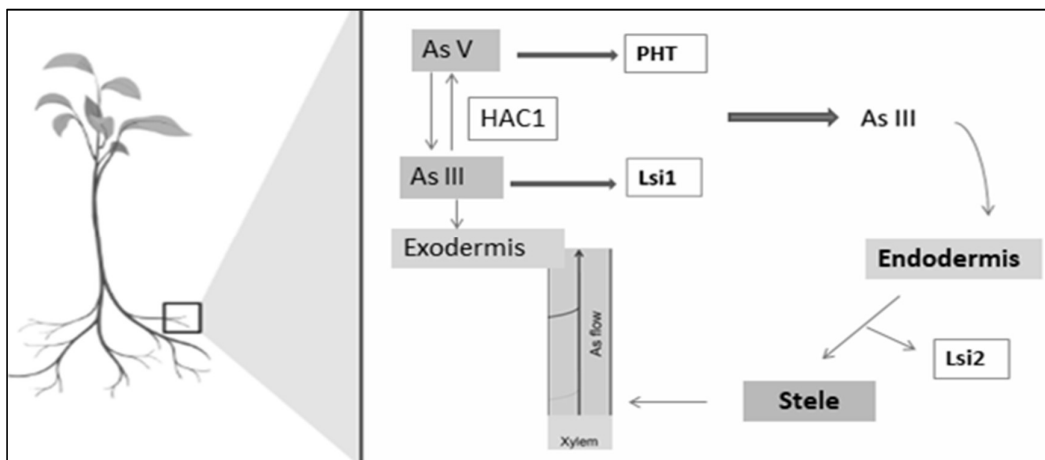 As V
PHT
HAC1
As III
As III
Lsi1
Exodermis
Endodermis
As flow
Lsi2
Stele
Xylem